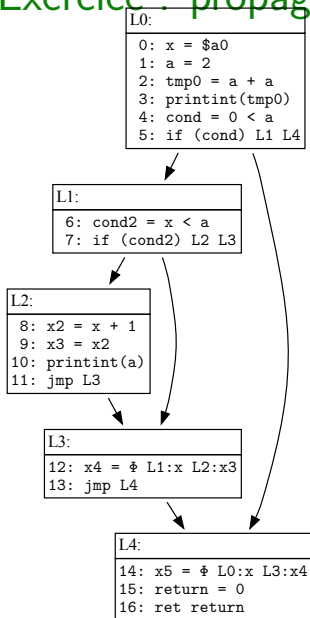 Exercice : propag
L0:
0: x = $a0
1: a = 2
2: tmp0 = a + a
3: printint(tmp0)
4: cond = 0 < a
5: if (cond) L1 L4
L1:
6: cond2 = x < a
7: if (cond2) L2 L3
L2:
8: x2 = x + 1
9: x3 = x2
10: printint(a)
11: jmp L3
L3:
12: x4 = Φ L1:x L2:x3
13: jmp L4
L4:
14: x5 = Φ L0:x L3:x4
15: return = 0
16: ret return